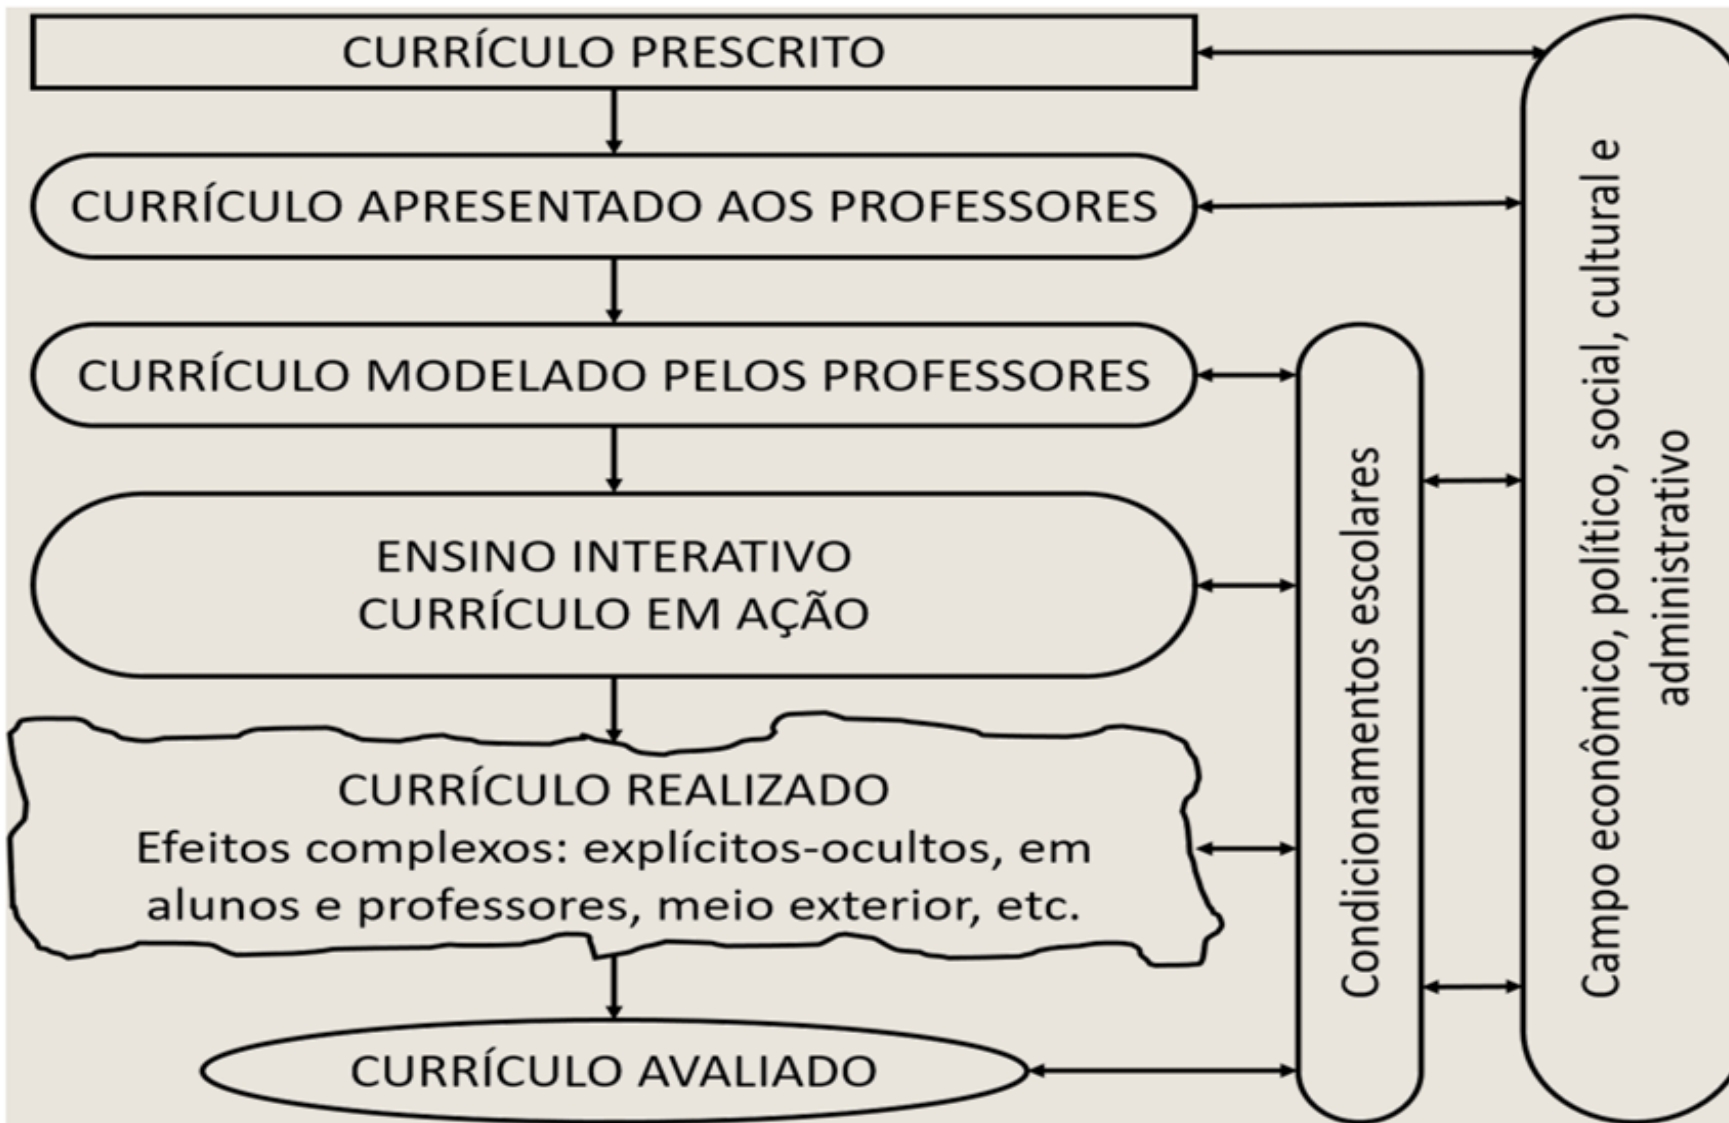 CURRÍCULO PRESCRITO
CURRÍCULO APRESENTADO AOS PROFESSORES
CURRÍCULO MODELADO PELOS PROFESSORES
ENSINO INTERATIVO
CURRÍCULO EM AÇÃO
CURRÍCULO REALIZADO
Efeitos complexos: explícitos-ocultos, em
alunos e professores, meio exterior, etc.
CURRÍCULO AVALIADO
Condicionamentos escolares
Campo econômico, político, social, cultural e
administrativo